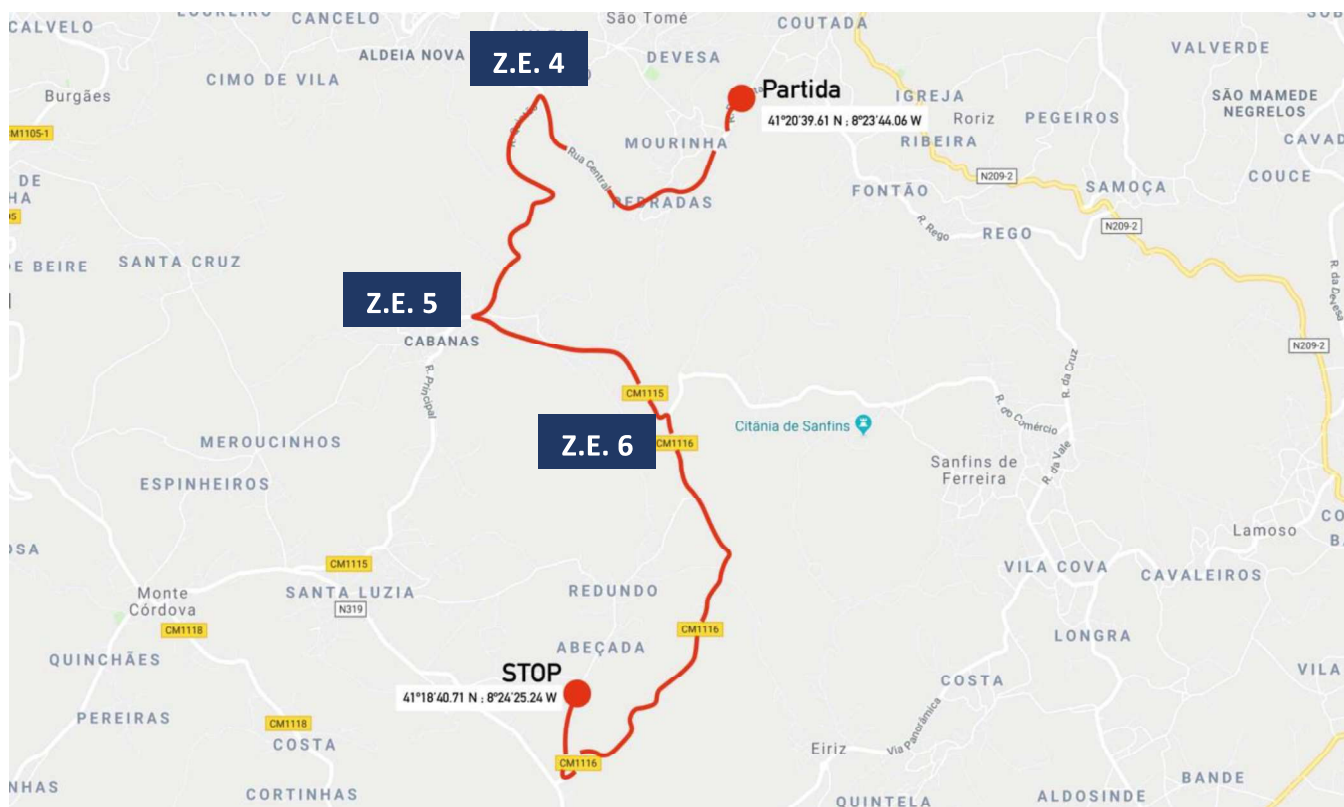 CALVELO
CANCELO
São Tomé
COUTADA
ALDEIA NOVA
Z.E. 4
DEVESA
VALVERDE
CIMO DE VILA
Burgães
Partida
41°20'39.61 N : 8°23'44.06 W
IGREJA
Roriz
PEGEIROS
SÃO MAMEDE
NEGRELOS
CM1105-1
MOURINHA
RIBEIRA
Rua Central
N209-2
COUCE
SAMOÇA
FONTÃO
PEDRADAS
R. Rego
REGO
N209-2
DE BEIRE
SANTA CRUZ
Z.E. 5
CABANAS
R. da Devesa
N209-2
R. Principal
CM1115
R. da Cruz
R. do Comércio
Citânia de Sanfins
MEROUCINHOS
Z.E. 6
CM1116
R. da Vale
Sanfins de
Ferreira
ESPINHEIROS
Lamoso
CM1115
VILA COVA
CAVALEIROS
Monte
Córdova
SANTA LUZIA
N319
REDUNDO
CM1118
CM1116
LONGRA
ABEÇADA
QUINCHÃES
STOP
41°18'40.71 N : 8°24'25.24 W
COSTA
VILA
PEREIRAS
CM1118
COSTA
Via Panorâmica
Eiriz
CM1116
BANDE
CORTINHAS
QUINTELA
ALDOSINDE